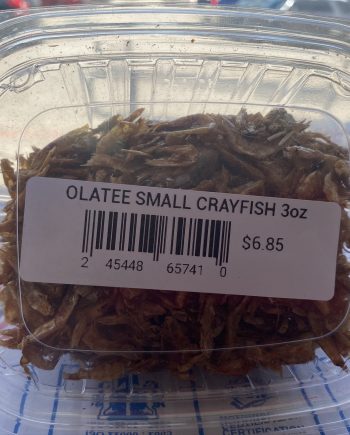 OLATEE SMALL CRAYFISH 3oz
$6.85
2 45448 65741 0